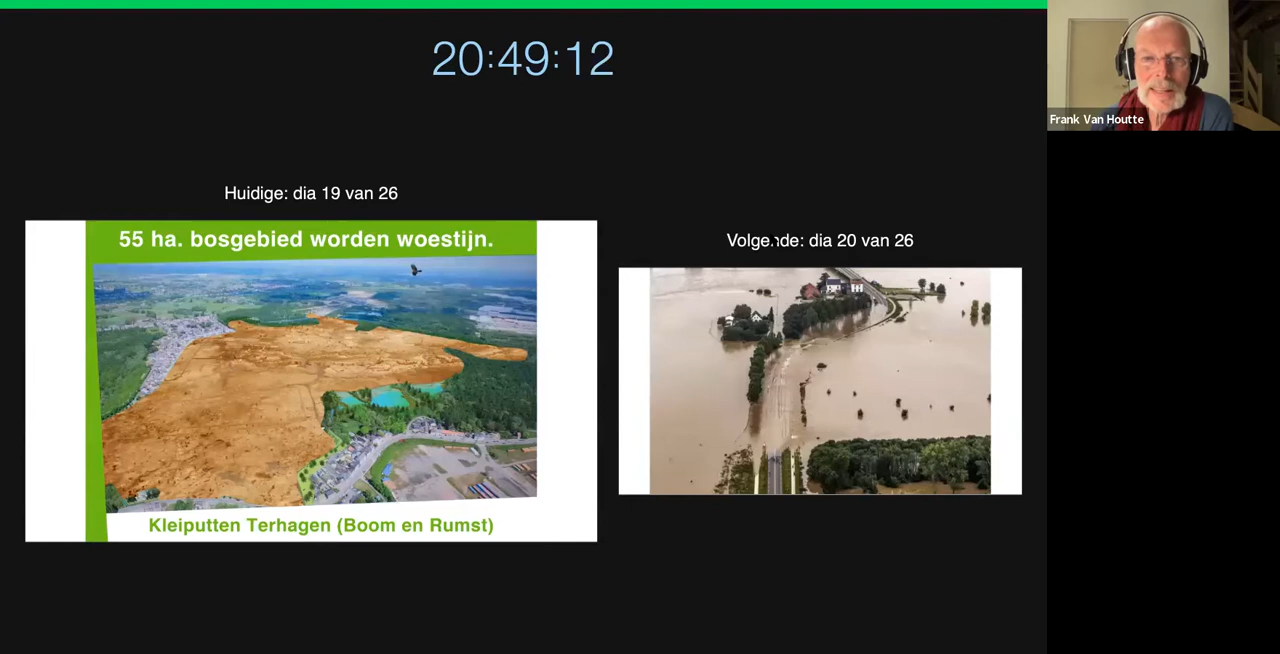 20:49:12
Frank Van Houtte
Huidige: dia 19 van 26
55 ha. bosgebied worden woestijn.
Kleiputten Terhagen (Boom en Rumst)
Volgende: dia 20 van 26